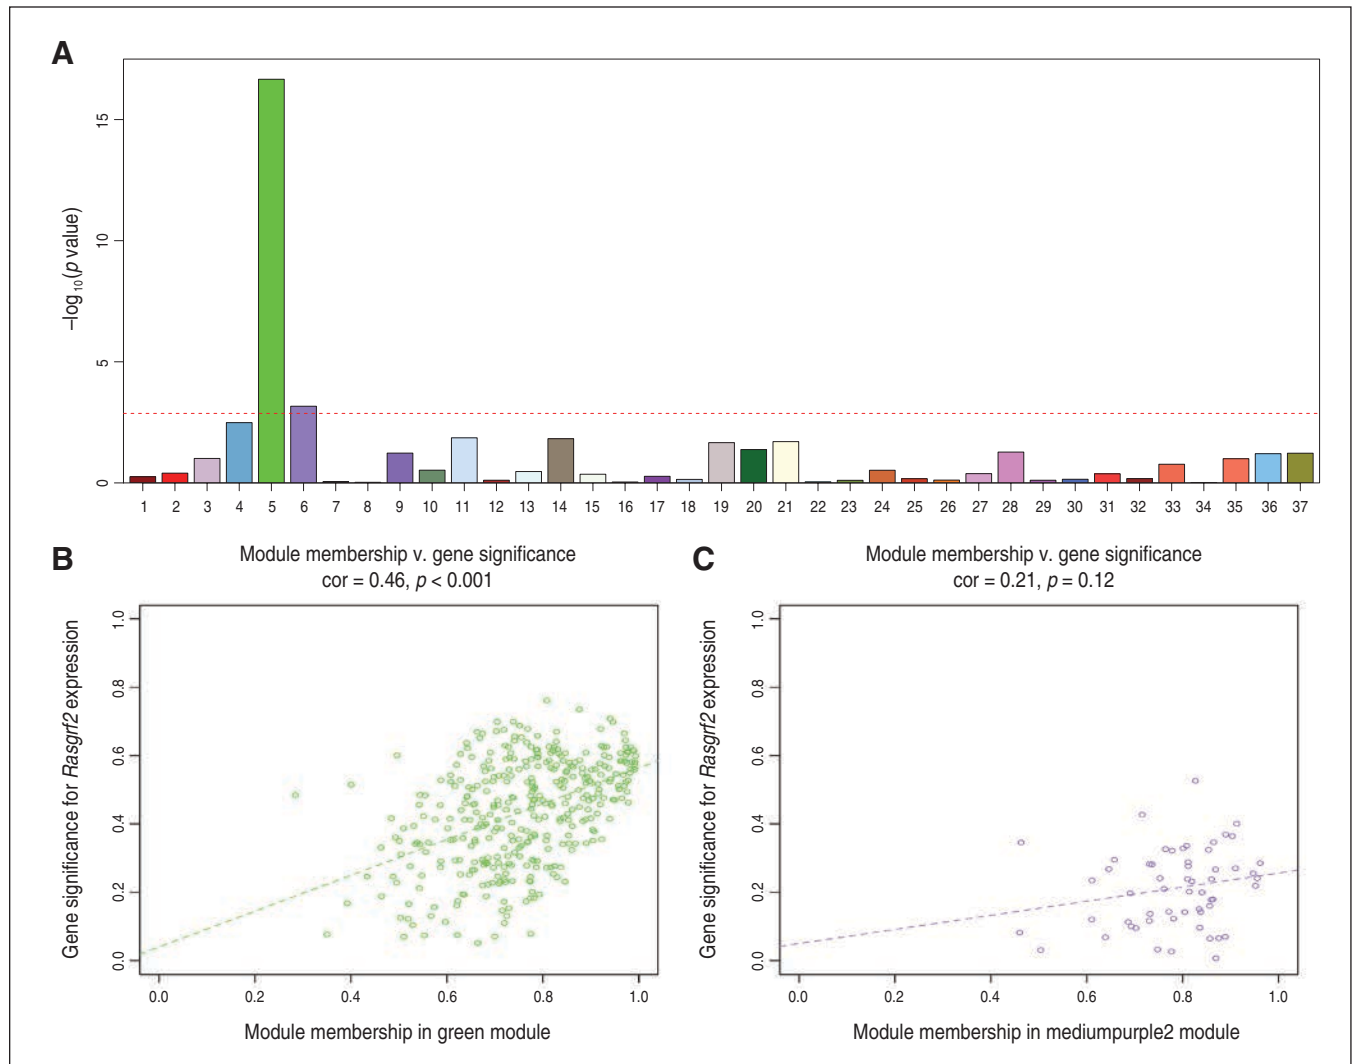 A
–log₁₀(p value)
15
10
5
0
1 2 3 4 5 6 7 8 9 10 11 12 13 14 15 16 17 18 19 20 21 22 23 24 25 26 27 28 29 30 31 32 33 34 35 36 37
B
Module membership v. gene significance
cor = 0.46, p < 0.001
Gene significance for Rasgrf2 expression
1.0
0.8
0.6
0.4
0.2
0.0
0.0 0.2 0.4 0.6 0.8 1.0
Module membership in green module
C
Module membership v. gene significance
cor = 0.21, p = 0.12
Gene significance for Rasgrf2 expression
1.0
0.8
0.6
0.4
0.2
0.0
0.0 0.2 0.4 0.6 0.8 1.0
Module membership in mediumpurple2 module